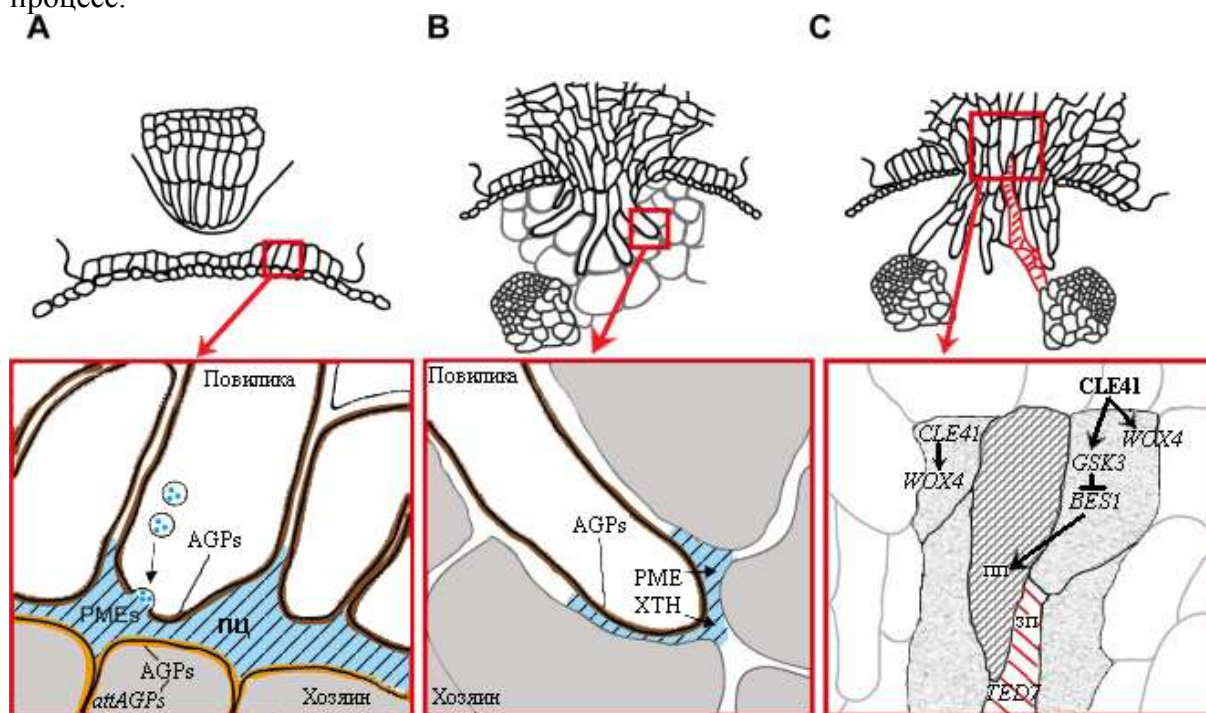 процесс.
A
B
C
Повилика
AGPs
PMEs
пц
AGPs
attAGPs
Хозяин
Повилика
AGPs
PME
XTH
Хозяин
CLE41
CLE41
WOX4
WOX4
GSK3
BES1
пп
зп
TED7